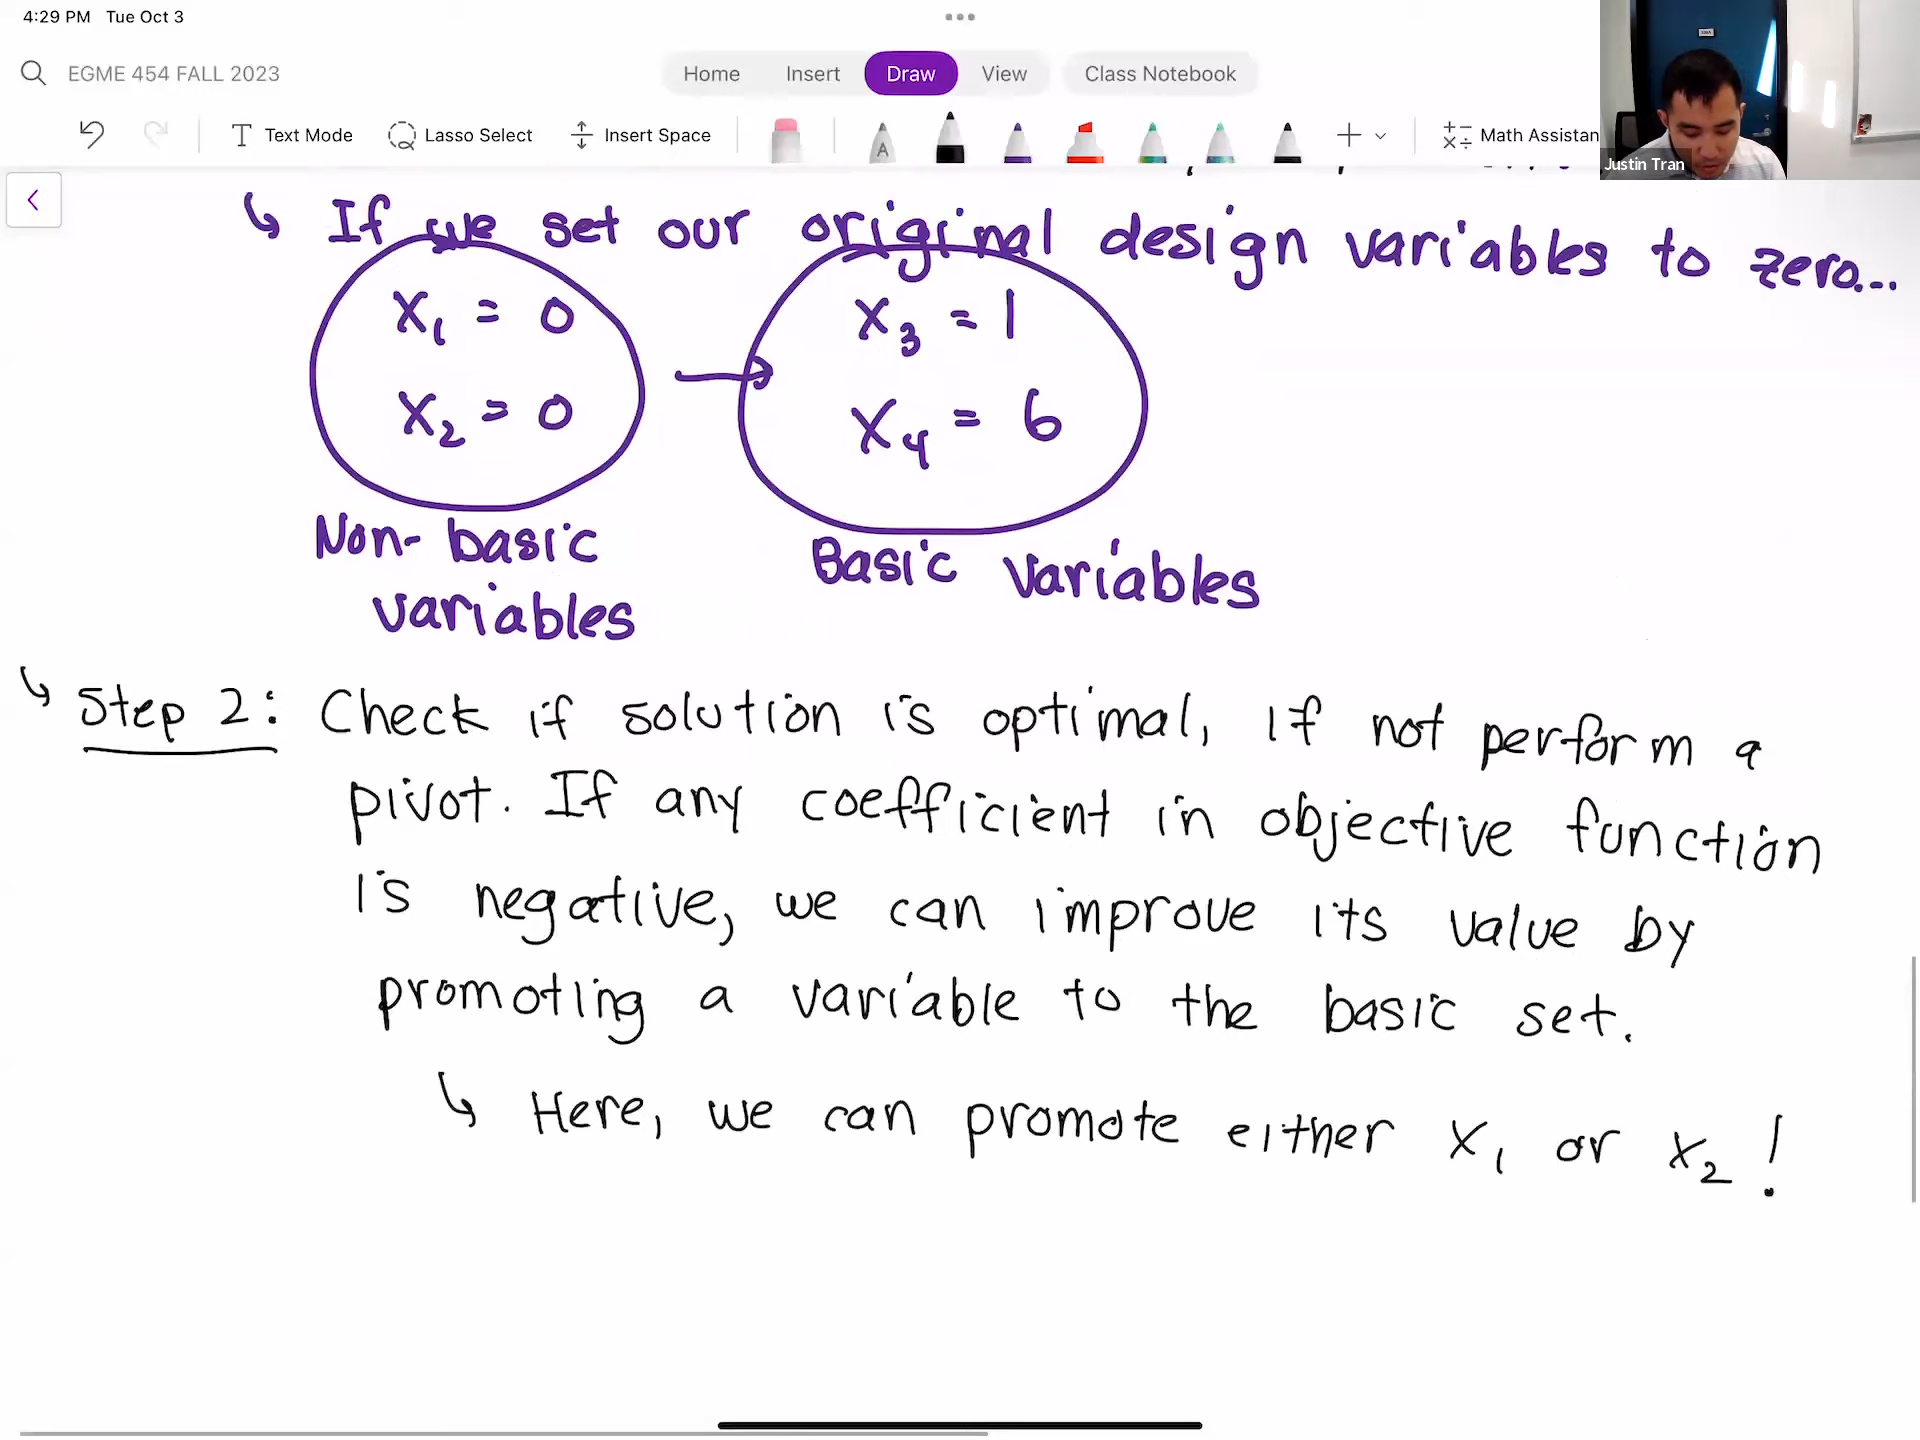 4:29 PM Tue Oct 3
EGME 454 FALL 2023
Home Insert Draw View Class Notebook
Text Mode Lasso Select Insert Space A Math Assistan
Justin Tran
↳ If we set our original design variables to zero...
x₁ = 0 → x₃ = 1
x₂ = 0 x₄ = 6
Non-basic Basic variables
variables
↳ Step 2: Check if solution is optimal, if not perform a
pivot. If any coefficient in objective function
is negative, we can improve its value by
promoting a variable to the basic set.
↳ Here, we can promote either x₁ or x₂!